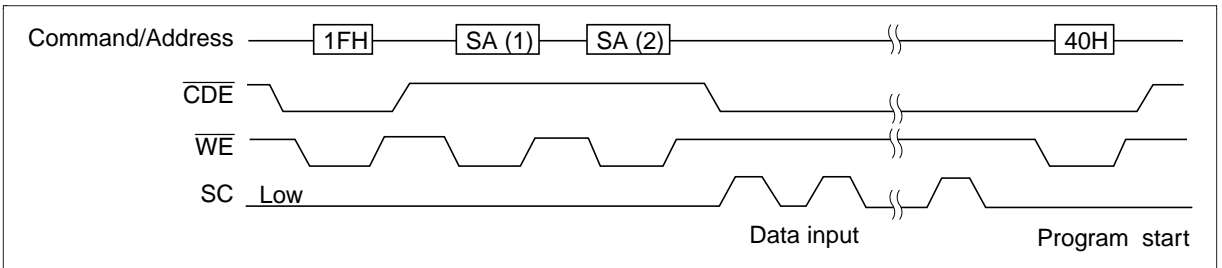 Command/Address 1FH SA (1) SA (2) 40H
CDE
WE
SC Low
Data input Program start